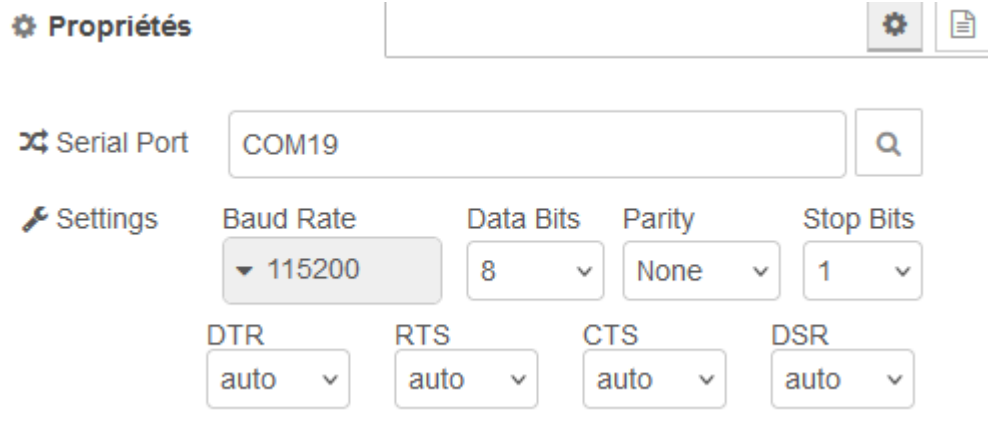 Propriétés
Serial Port COM19
Settings Baud Rate Data Bits Parity Stop Bits
115200 8 None 1
DTR RTS CTS DSR
auto auto auto auto